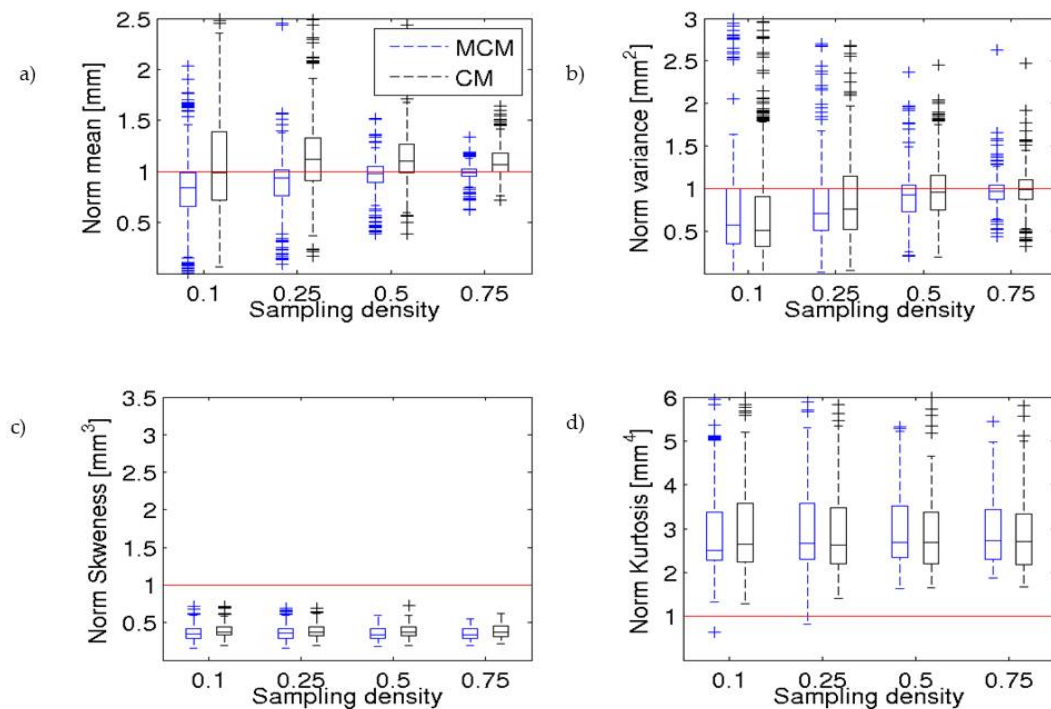 a)
Norm mean [mm]
2.5
2
1.5
1
0.5
MCM
CM
0.1 0.25 0.5 0.75
Sampling density
b)
Norm variance [mm2]
3
2.5
2
1.5
1
0.5
0.1 0.25 0.5 0.75
Sampling density
c)
Norm Skweness [mm3]
3.5
3
2.5
2
1.5
1
0.5
0.1 0.25 0.5 0.75
Sampling density
d)
Norm Kurtosis [mm4]
6
5
4
3
2
1
0.1 0.25 0.5 0.75
Sampling density